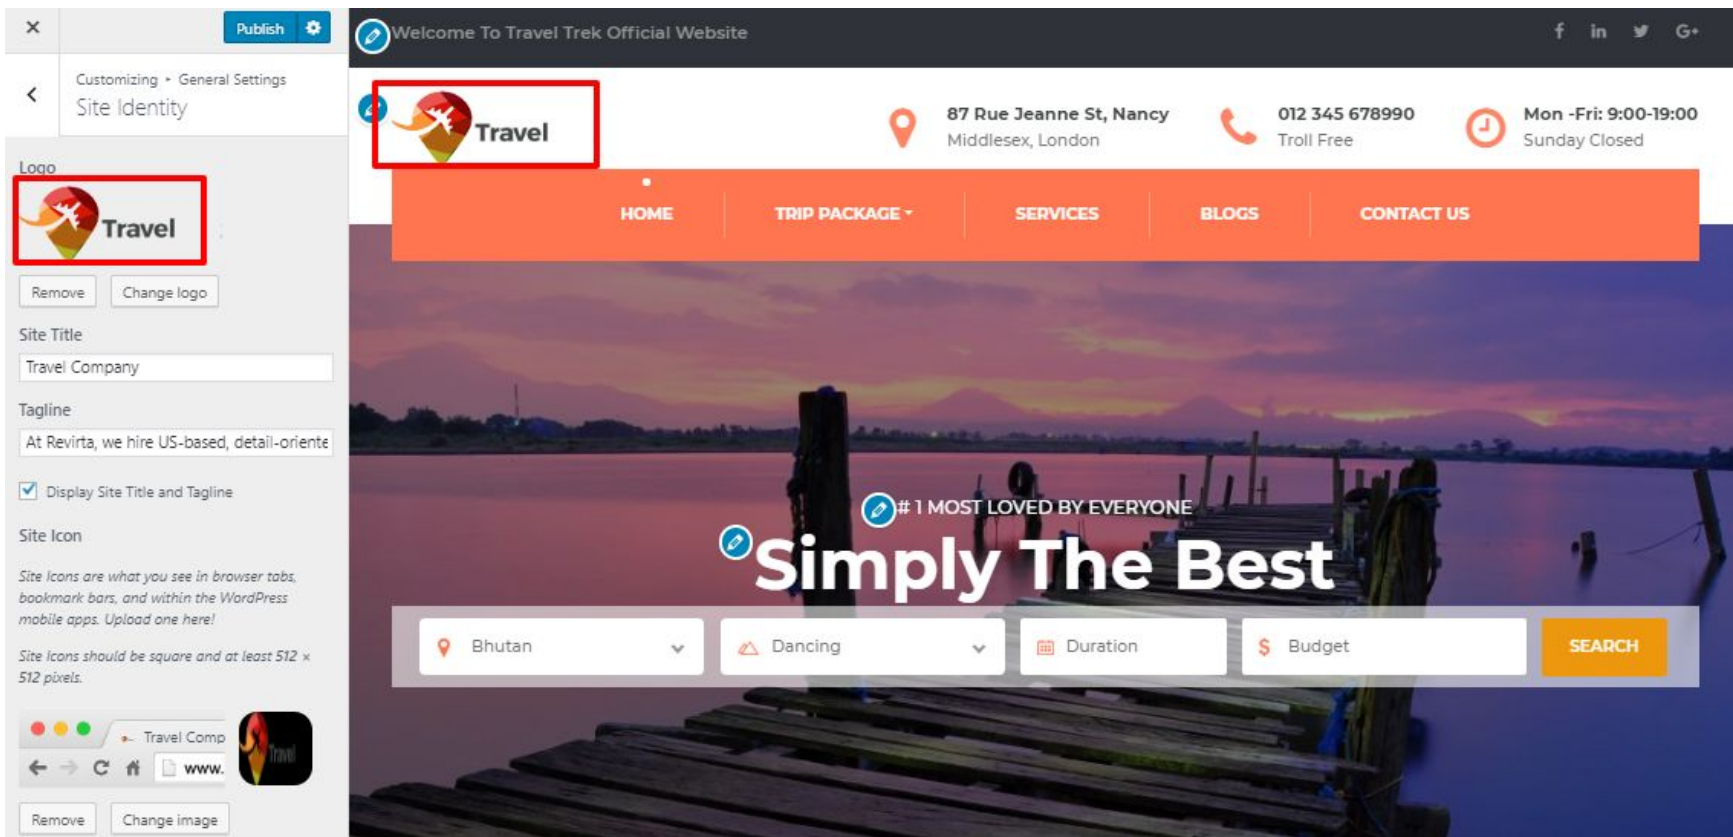 Publish
Customizing ▸ General Settings
Site Identity
Logo
Travel
Remove
Change logo
Site Title
Travel Company
Tagline
At Revirta, we hire US-based, detail-oriente
Display Site Title and Tagline
Site Icon
Site Icons are what you see in browser tabs,
bookmark bars, and within the WordPress
mobile apps. Upload one here!
Site Icons should be square and at least 512 ×
512 pixels.
Travel Comp
www.
Travel
Remove
Change image
Welcome To Travel Trek Official Website
f in G+
Travel
87 Rue Jeanne St, Nancy
Middlesex, London
012 345 678990
Troll Free
Mon -Fri: 9:00-19:00
Sunday Closed
HOME
TRIP PACKAGE
SERVICES
BLOGS
CONTACT US
# 1 MOST LOVED BY EVERYONE
Simply The Best
Bhutan
Dancing
Duration
$ Budget
SEARCH